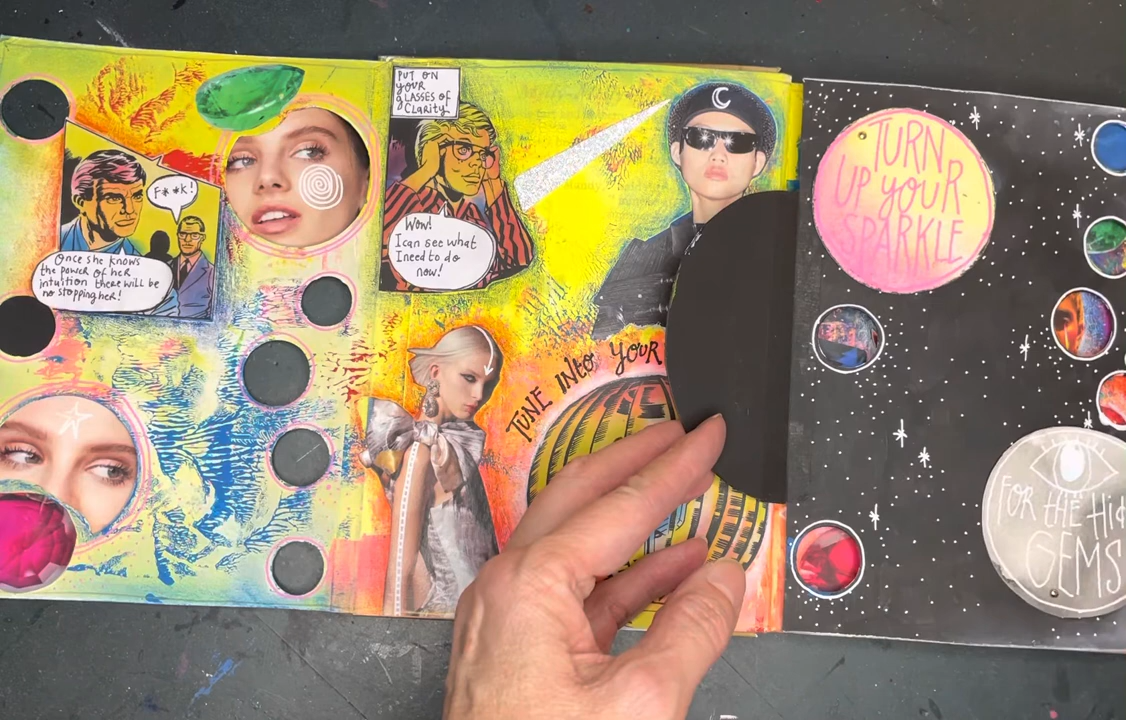 F**K!
Once she knows
the power of her
intuition there will be
no stopping her!
PUT ON
YOUR
glASSES OF
Clarity!
Wow!
I can see what
I need to do
now!
TUNE INto YOUR
TURN
UP yOUR
SPARKLE
FOR tHE
GEMS